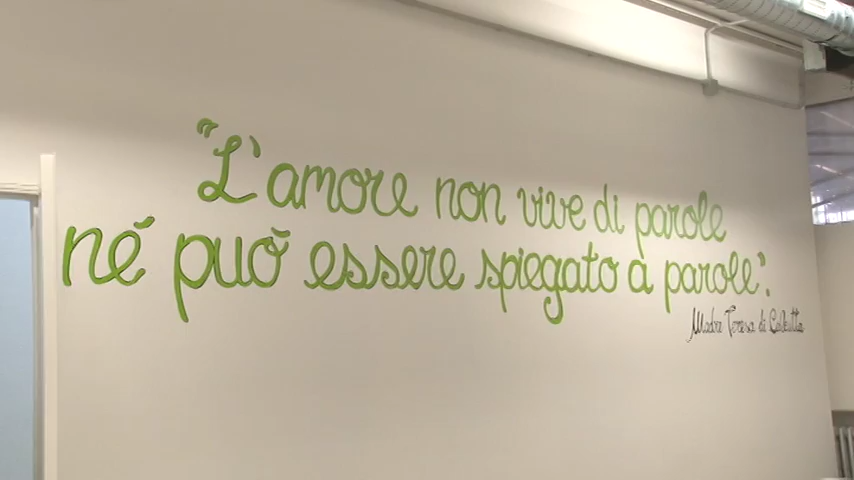 "L'amore non vive di parole
né può essere spiegato a parole".
Madre Teresa di Calcutta